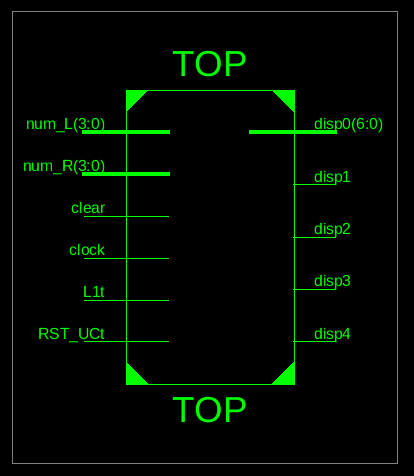 TOP
num_L(3:0)
disp0(6:0)
num_R(3:0)
disp1
clear
disp2
clock
L1t
disp3
RST_UCt
disp4
TOP